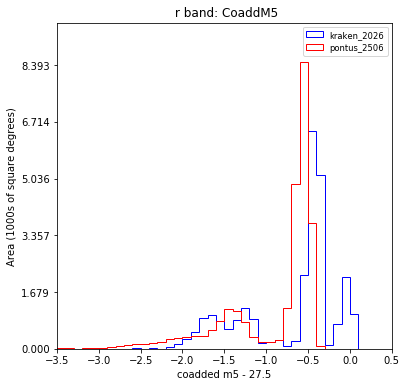 r band: CoaddM5
kraken_2026
pontus_2506
Area (1000s of square degrees)
8.393
6.714
5.036
3.357
1.679
0.000
−3.5 −3.0 −2.5 −2.0 −1.5 −1.0 −0.5 0.0 0.5
coadded m5 - 27.5